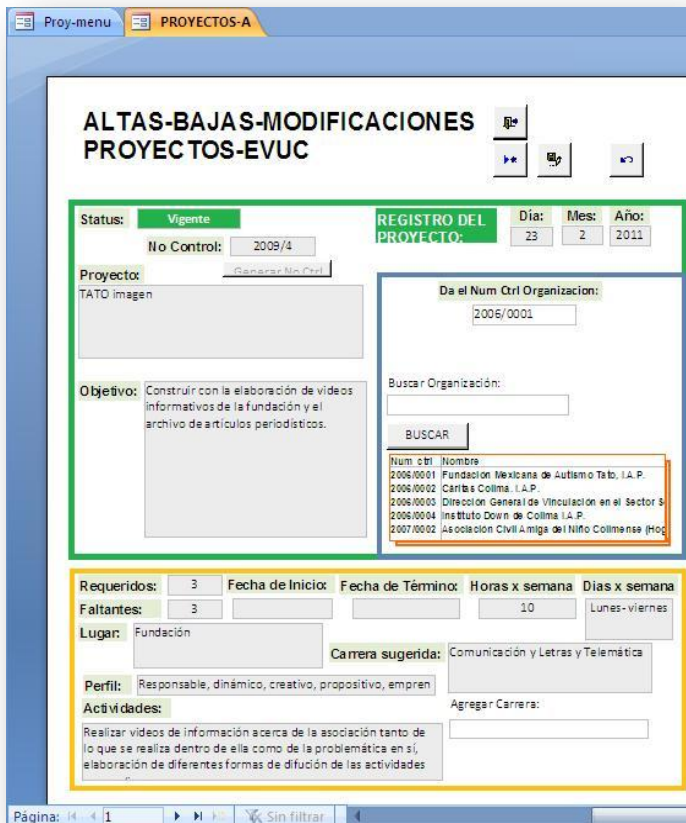 Proy-menu
PROYECTOS-A
ALTAS-BAJAS-MODIFICACIONES
PROYECTOS-EVUC
Status: Vigente
No Control: 2009/4
Generar No Ctrl
REGISTRO DEL
PROYECTO:
Día: Mes: Año:
23 2 2011
Proyecto:
TATO imagen
Objetivo: Construir con la elaboración de videos
informativos de la fundación y el
archivo de artículos periodísticos.
Da el Num Ctrl Organizacion:
2006/0001
Buscar Organización:
BUSCAR
Num ctrl Nombre
2006/0001 Fundación Mexicana de Autismo Tato, I.A.P.
2006/0002 Cáritas Colima. I.A.P.
2006/0003 Dirección General de Vinculación en el Sector S
2006/0004 Instituto Down de Colima I.A.P.
2007/0002 Asociación Civil Amiga del Niño Colimense (Hog
Requeridos: 3 Fecha de Inicio: Fecha de Término: Horas x semana Dias x semana
Faltantes: 3 10 Lunes- viernes
Lugar: Fundación
Carrera sugerida: Comunicación y Letras y Telemática
Perfil: Responsable, dinámico, creativo, propositivo, empren
Actividades:
Agregar Carrera:
Realizar videos de información acerca de la asociación tanto de
lo que se realiza dentro de ella como de la problemática en sí,
elaboración de diferentes formas de difución de las actividades
Página: 1 Sin filtrar